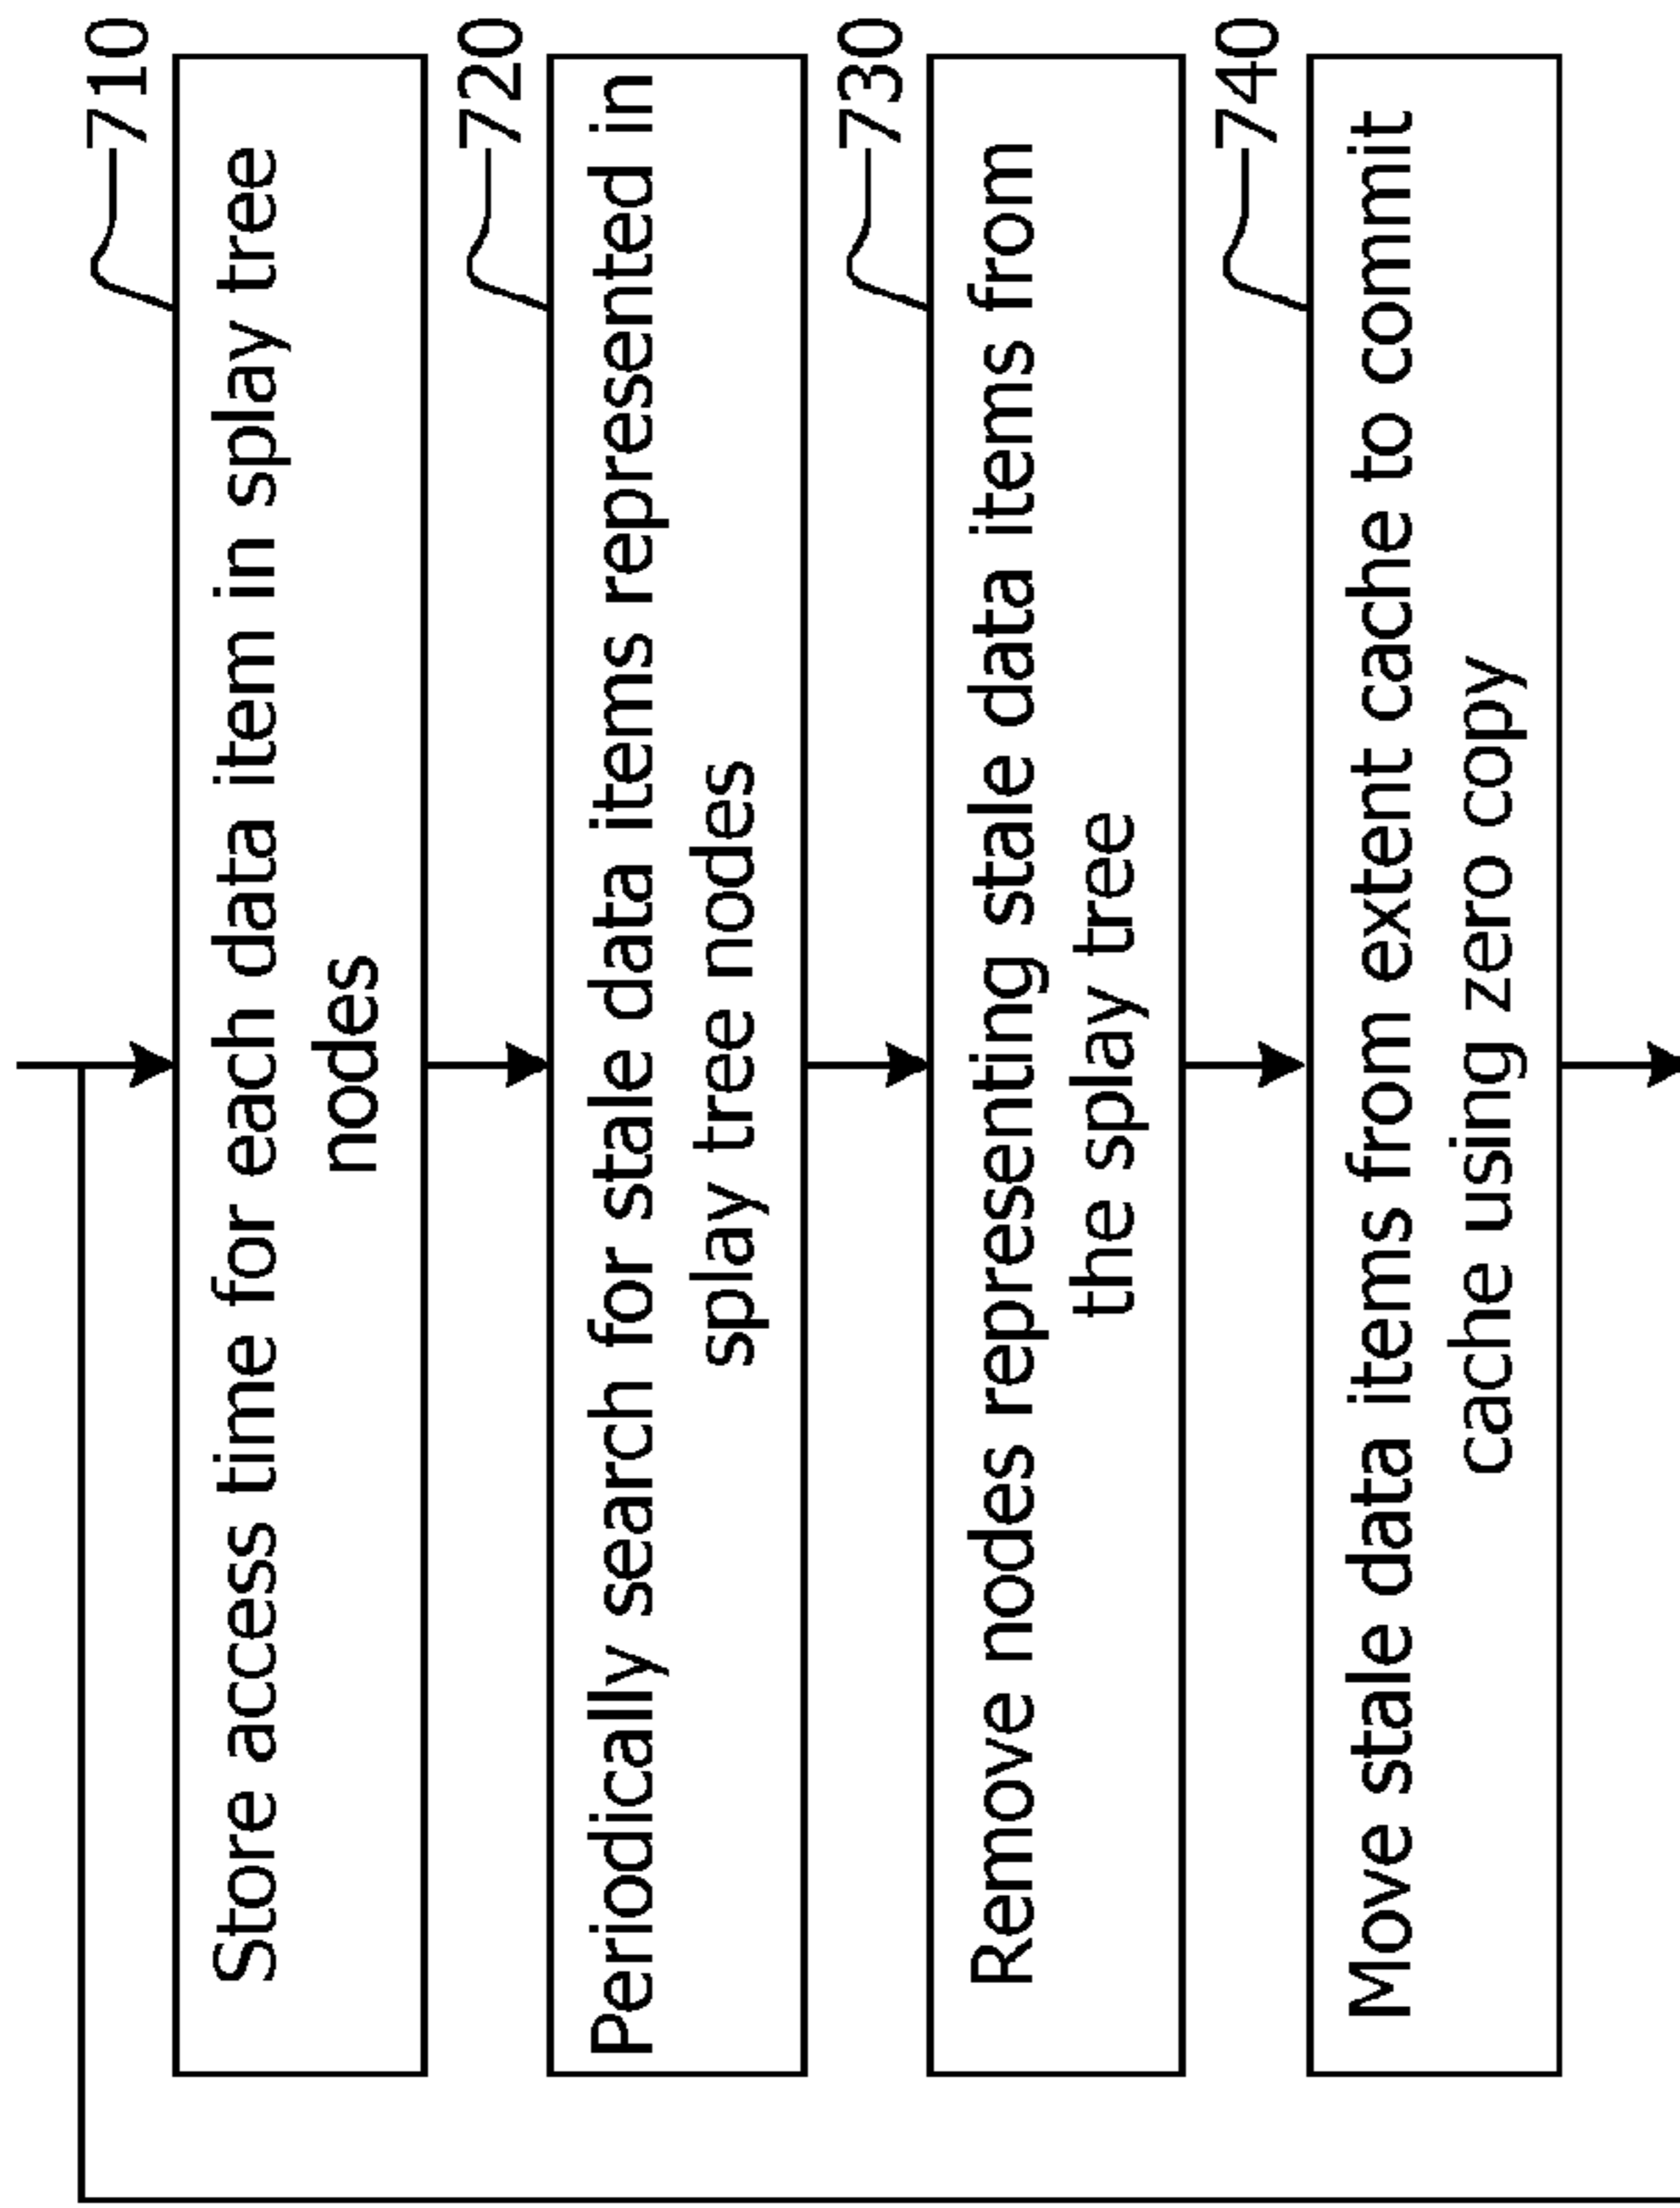 710
Store access time for each data item in splay tree
nodes
720
Periodically search for stale data items represented in
splay tree nodes
730
Remove nodes representing stale data items from
the splay tree
740
Move stale data items from extent cache to commit
cache using zero copy